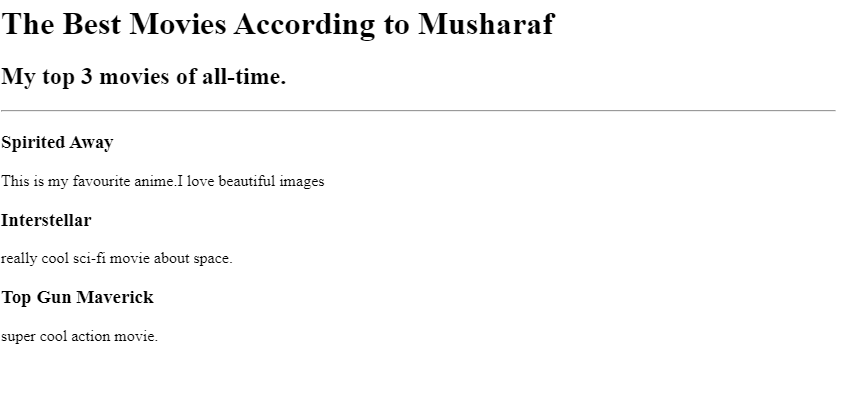 The Best Movies According to Musharaf
My top 3 movies of all-time.
Spirited Away
This is my favourite anime.I love beautiful images
Interstellar
really cool sci-fi movie about space.
Top Gun Maverick
super cool action movie.